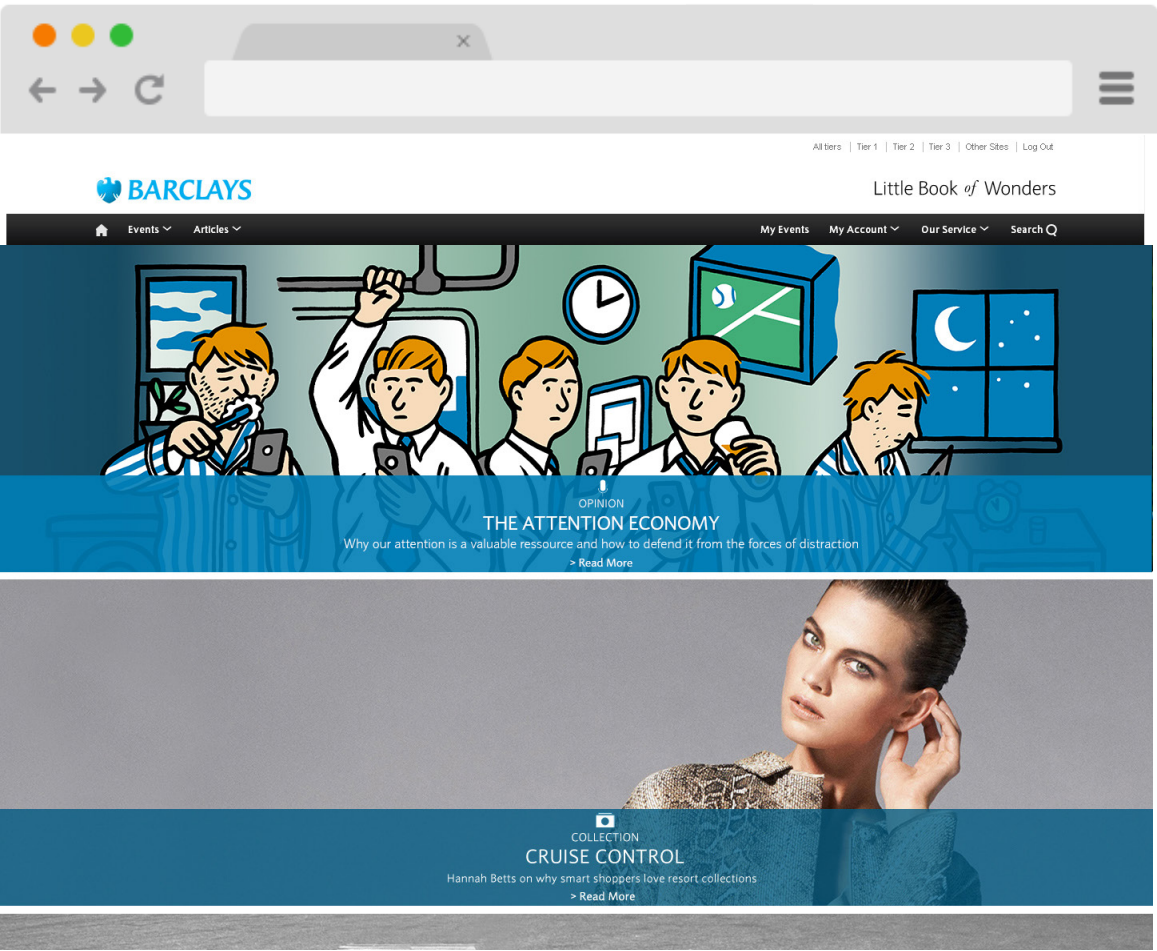 All tiers | Tier 1 | Tier 2 | Tier 3 | Other Sites | Log Out
BARCLAYS
Little Book of Wonders
Events Articles My Events My Account Our Service Search
OPINION
THE ATTENTION ECONOMY
Why our attention is a valuable ressource and how to defend it from the forces of distraction
> Read More
COLLECTION
CRUISE CONTROL
Hannah Betts on why smart shoppers love resort collections
> Read More